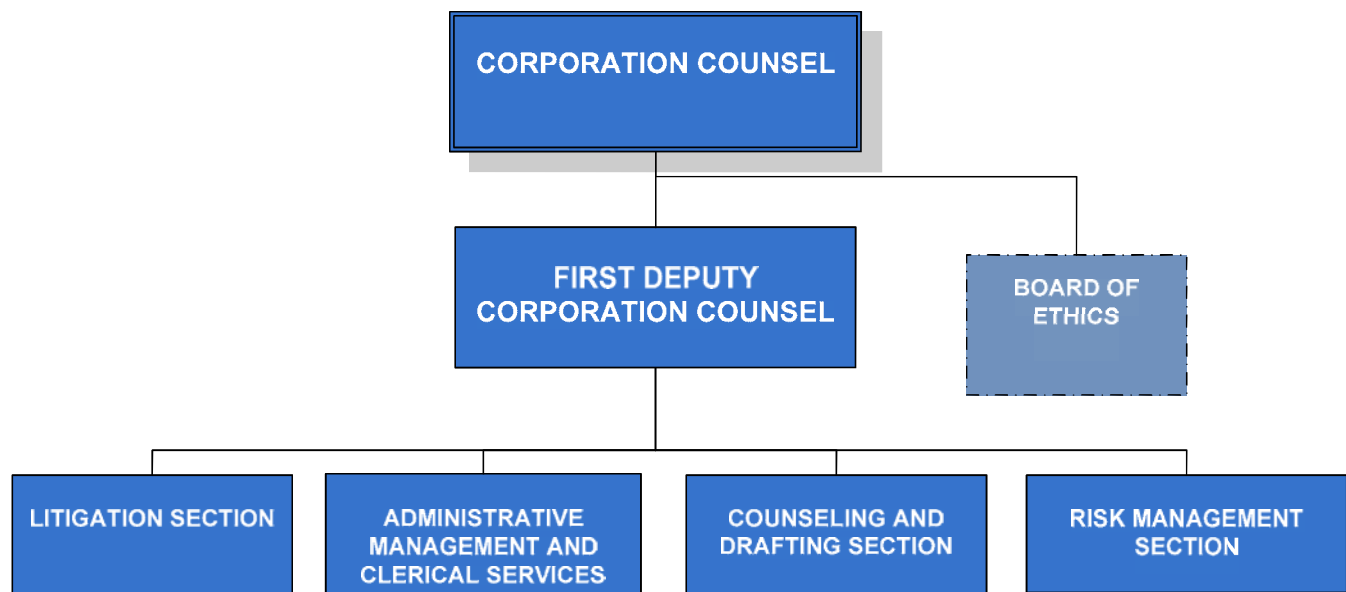 CORPORATION COUNSEL
FIRST DEPUTY
CORPORATION COUNSEL
BOARD OF
ETHICS
LITIGATION SECTION
ADMINISTRATIVE
MANAGEMENT AND
CLERICAL SERVICES
COUNSELING AND
DRAFTING SECTION
RISK MANAGEMENT
SECTION